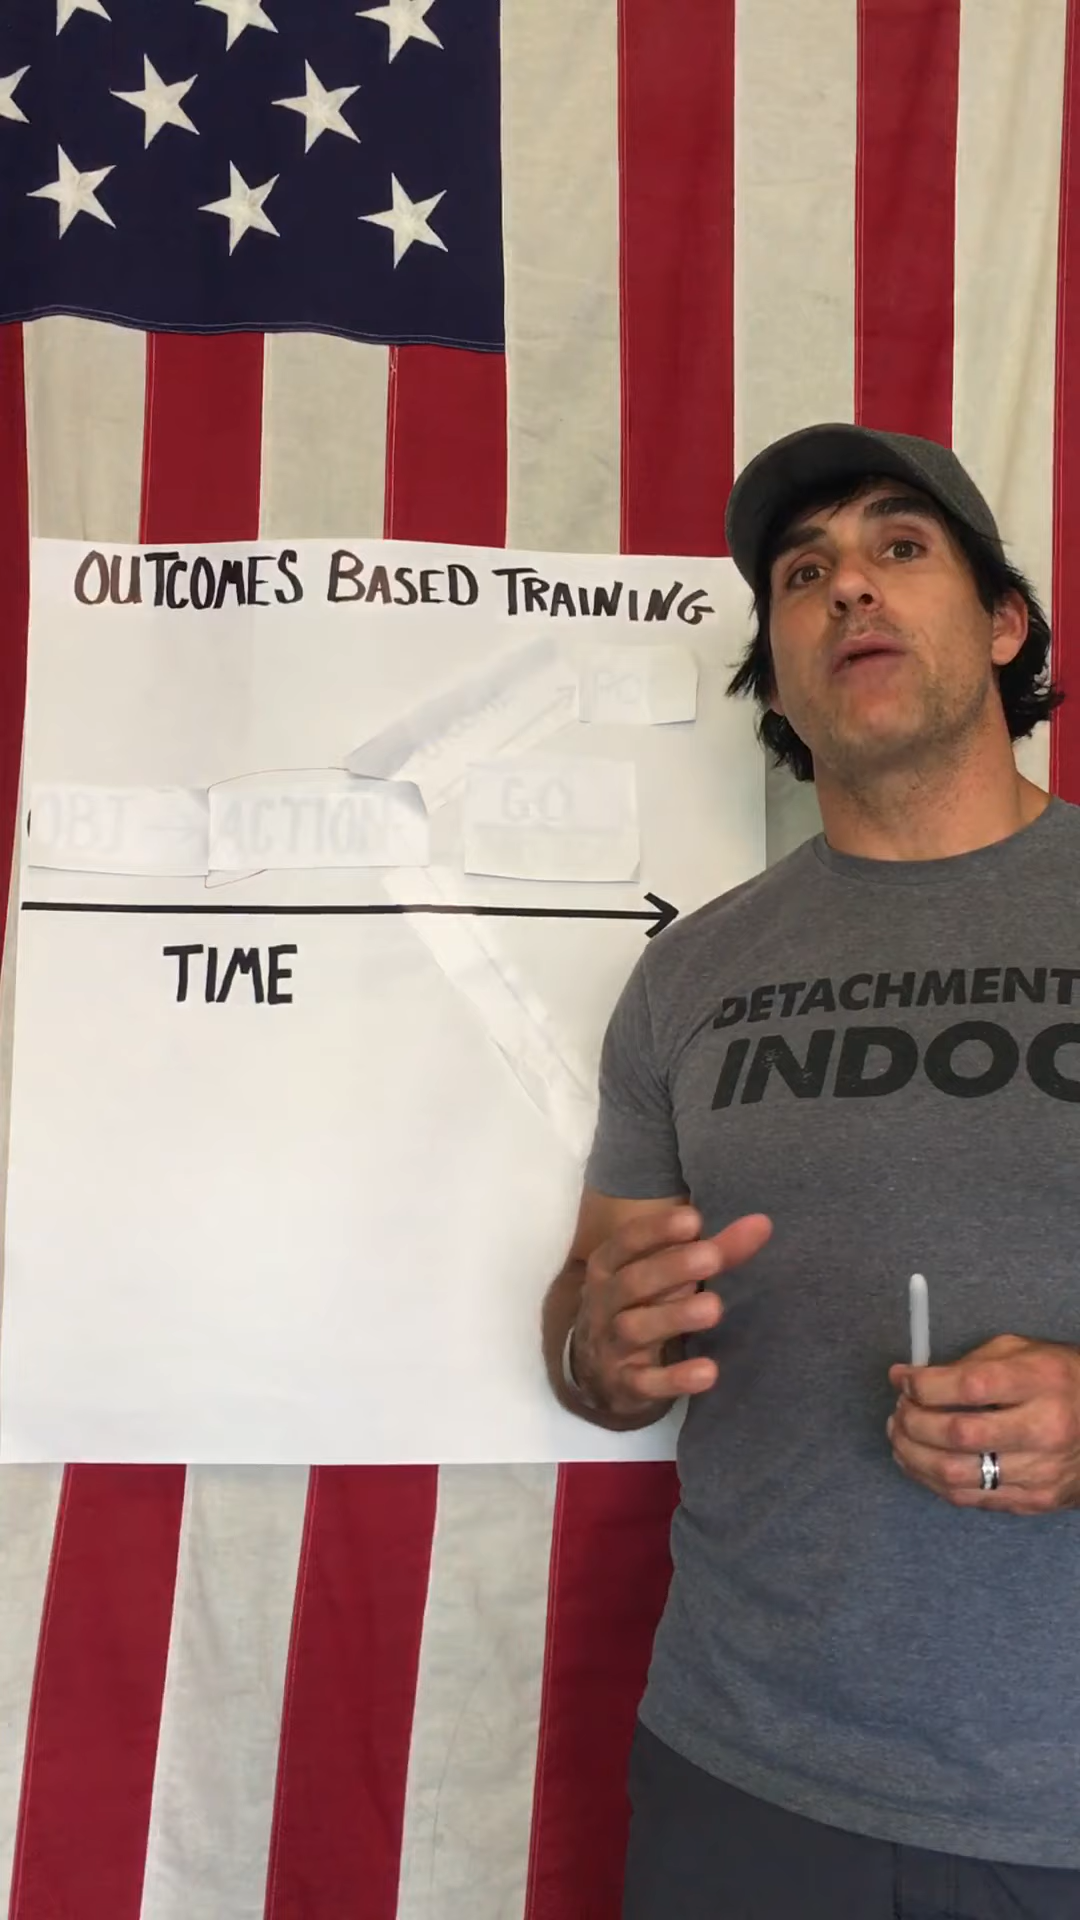 OUTCOMES BASED TRAINING
GO
OBJ → ACTION
TIME
DETACHMENT
INDOC